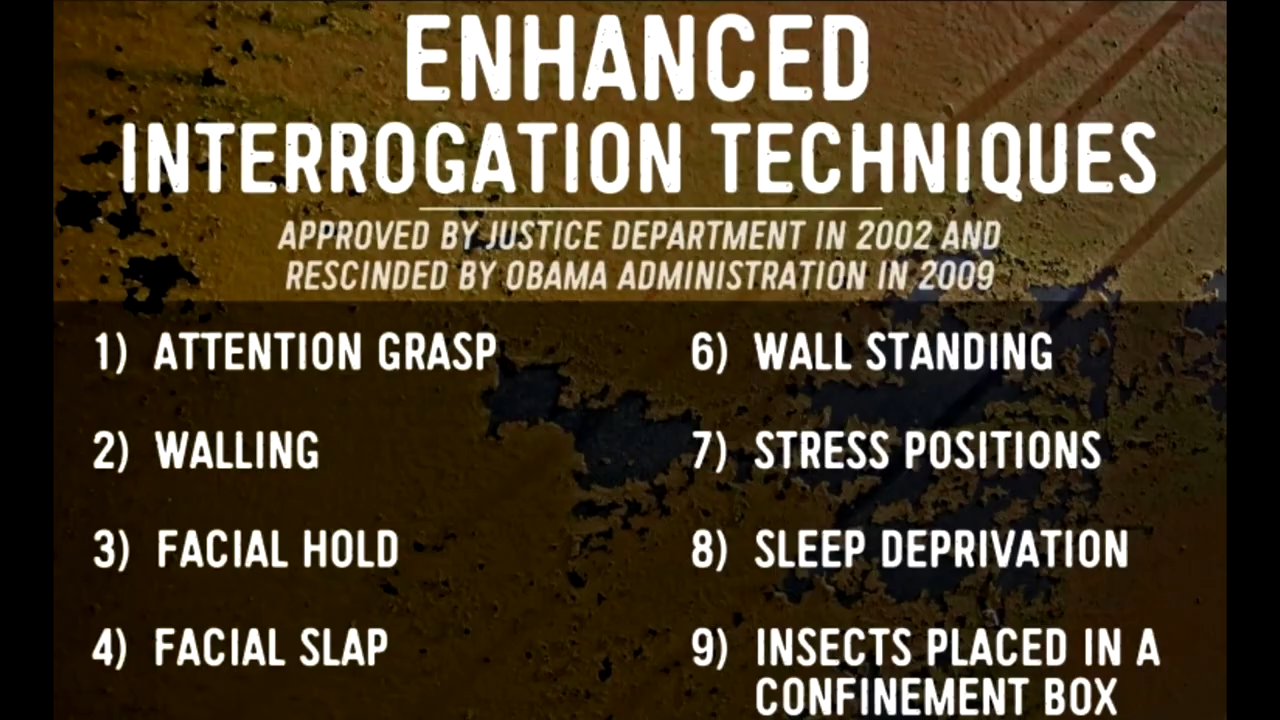 ENHANCED
INTERROGATION TECHNIQUES
APPROVED BY JUSTICE DEPARTMENT IN 2002 AND
RESCINDED BY OBAMA ADMINISTRATION IN 2009
1) ATTENTION GRASP
2) WALLING
3) FACIAL HOLD
4) FACIAL SLAP
6) WALL STANDING
7) STRESS POSITIONS
8) SLEEP DEPRIVATION
9) INSECTS PLACED IN A
CONFINEMENT BOX